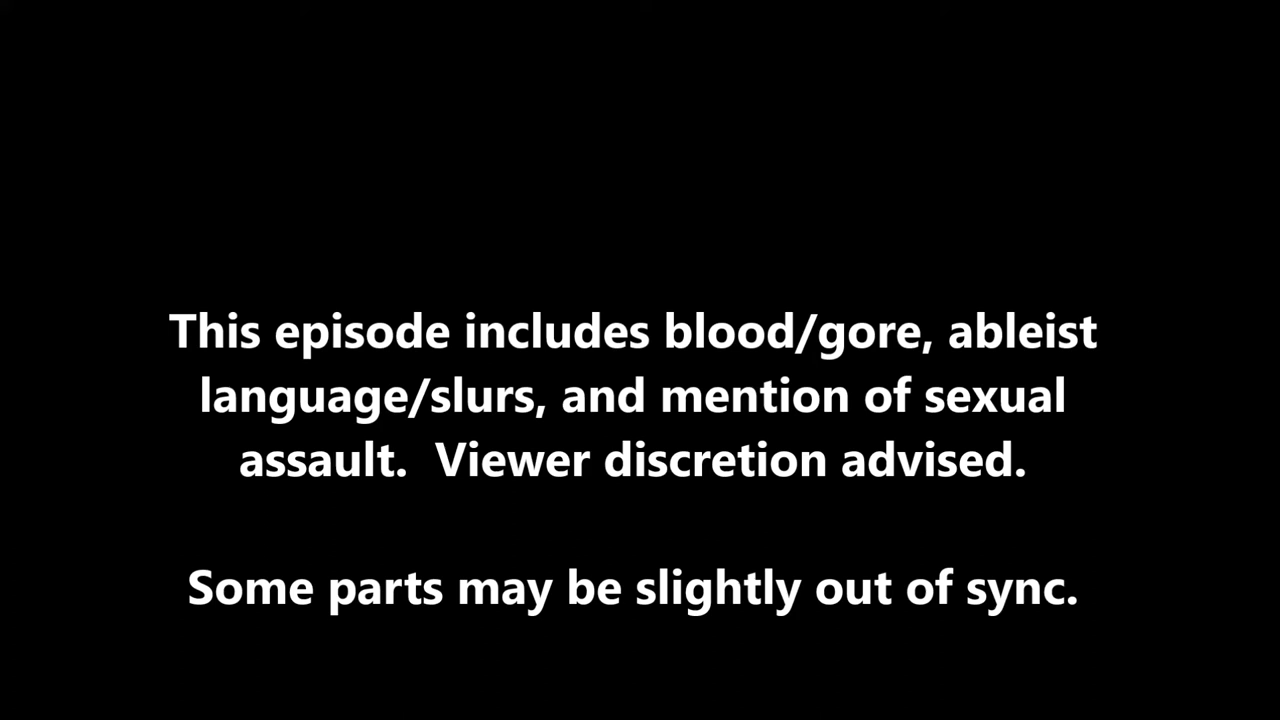 This episode includes blood/gore, ableist
language/slurs, and mention of sexual
assault.  Viewer discretion advised.
Some parts may be slightly out of sync.